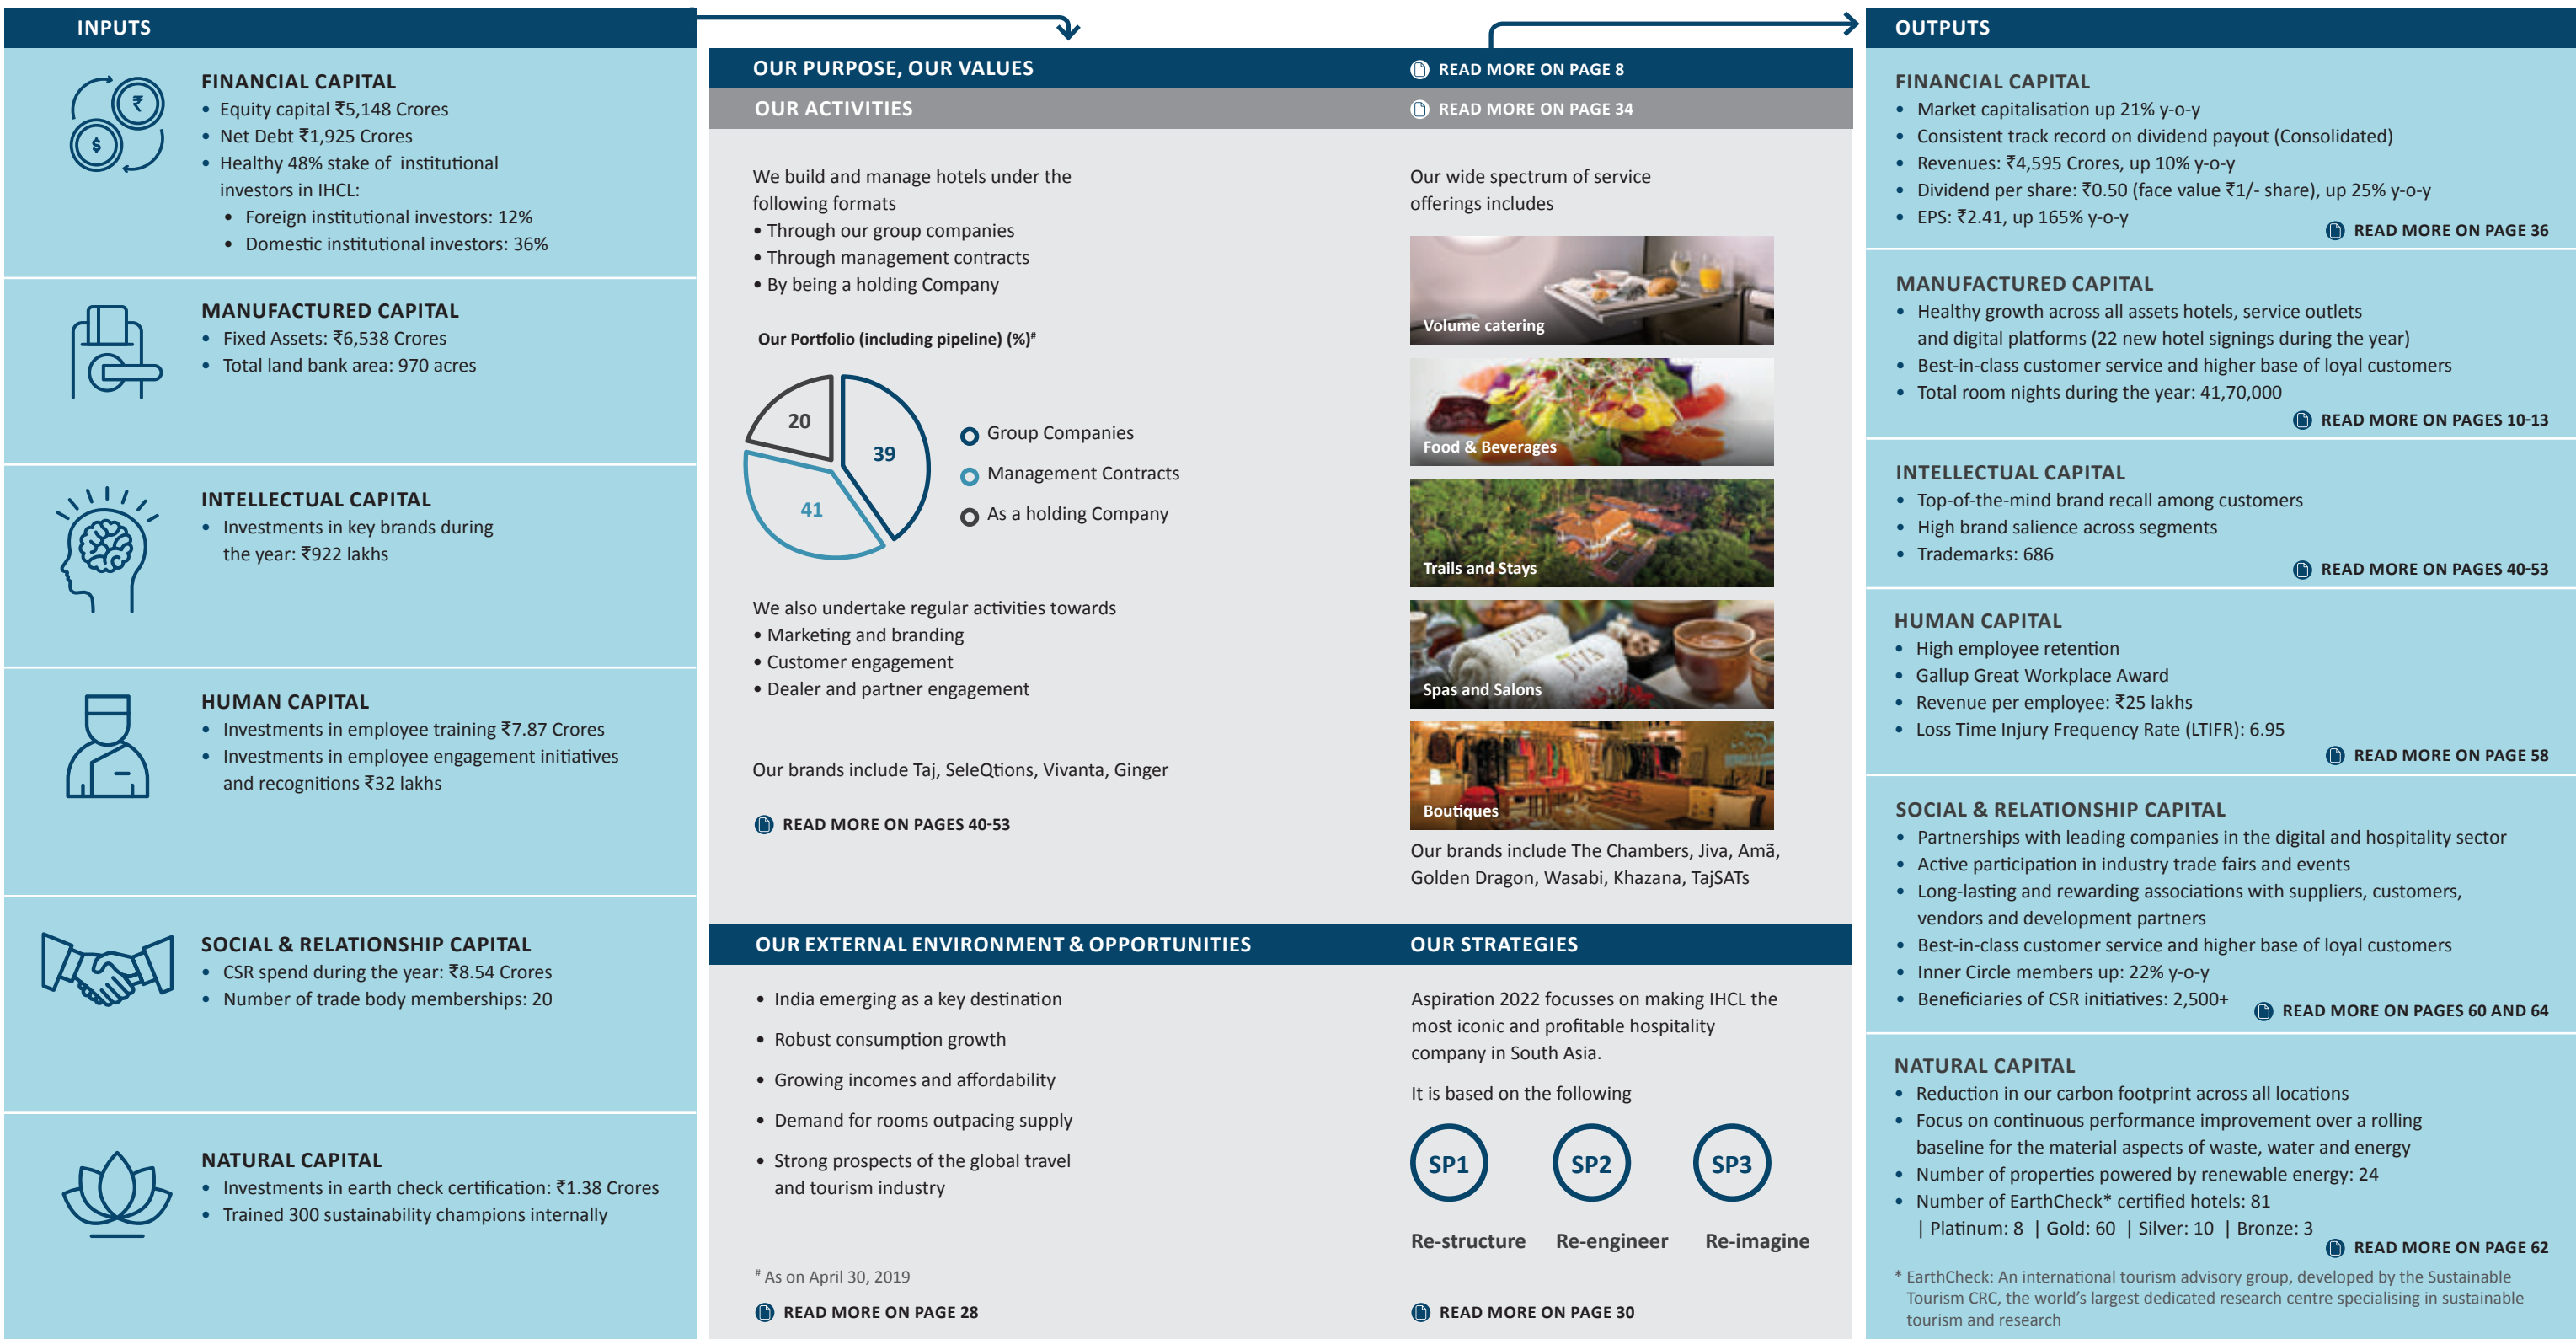 INPUTS
FINANCIAL CAPITAL
• Equity capital ₹5,148 Crores
• Net Debt ₹1,925 Crores
• Healthy 48% stake of institutional
investors in IHCL:
• Foreign institutional investors: 12%
• Domestic institutional investors: 36%
MANUFACTURED CAPITAL
• Fixed Assets: ₹6,538 Crores
• Total land bank area: 970 acres
INTELLECTUAL CAPITAL
• Investments in key brands during
the year: ₹922 lakhs
HUMAN CAPITAL
• Investments in employee training ₹7.87 Crores
• Investments in employee engagement initiatives
and recognitions ₹32 lakhs
SOCIAL & RELATIONSHIP CAPITAL
• CSR spend during the year: ₹8.54 Crores
• Number of trade body memberships: 20
NATURAL CAPITAL
• Investments in earth check certification: ₹1.38 Crores
• Trained 300 sustainability champions internally
OUR PURPOSE, OUR VALUES
READ MORE ON PAGE 8
OUR ACTIVITIES
READ MORE ON PAGE 34
We build and manage hotels under the
following formats
• Through our group companies
• Through management contracts
• By being a holding Company
Our Portfolio (including pipeline) (%)#
20
39
41
Group Companies
Management Contracts
As a holding Company
We also undertake regular activities towards
• Marketing and branding
• Customer engagement
• Dealer and partner engagement
Our brands include Taj, SeleQtions, Vivanta, Ginger
READ MORE ON PAGES 40-53
Our wide spectrum of service
offerings includes
Volume catering
Food & Beverages
Trails and Stays
JIVA
JIVA
Spas and Salons
Boutiques
Our brands include The Chambers, Jiva, Amã,
Golden Dragon, Wasabi, Khazana, TajSATs
OUR EXTERNAL ENVIRONMENT & OPPORTUNITIES
• India emerging as a key destination
• Robust consumption growth
• Growing incomes and affordability
• Demand for rooms outpacing supply
• Strong prospects of the global travel
and tourism industry
# As on April 30, 2019
READ MORE ON PAGE 28
OUR STRATEGIES
Aspiration 2022 focusses on making IHCL the
most iconic and profitable hospitality
company in South Asia.
It is based on the following
SP1 SP2 SP3
Re-structure Re-engineer Re-imagine
READ MORE ON PAGE 30
OUTPUTS
FINANCIAL CAPITAL
• Market capitalisation up 21% y-o-y
• Consistent track record on dividend payout (Consolidated)
• Revenues: ₹4,595 Crores, up 10% y-o-y
• Dividend per share: ₹0.50 (face value ₹1/- share), up 25% y-o-y
• EPS: ₹2.41, up 165% y-o-y
READ MORE ON PAGE 36
MANUFACTURED CAPITAL
• Healthy growth across all assets hotels, service outlets
and digital platforms (22 new hotel signings during the year)
• Best-in-class customer service and higher base of loyal customers
• Total room nights during the year: 41,70,000
READ MORE ON PAGES 10-13
INTELLECTUAL CAPITAL
• Top-of-the-mind brand recall among customers
• High brand salience across segments
• Trademarks: 686
READ MORE ON PAGES 40-53
HUMAN CAPITAL
• High employee retention
• Gallup Great Workplace Award
• Revenue per employee: ₹25 lakhs
• Loss Time Injury Frequency Rate (LTIFR): 6.95
READ MORE ON PAGE 58
SOCIAL & RELATIONSHIP CAPITAL
• Partnerships with leading companies in the digital and hospitality sector
• Active participation in industry trade fairs and events
• Long-lasting and rewarding associations with suppliers, customers,
vendors and development partners
• Best-in-class customer service and higher base of loyal customers
• Inner Circle members up: 22% y-o-y
• Beneficiaries of CSR initiatives: 2,500+
READ MORE ON PAGES 60 AND 64
NATURAL CAPITAL
• Reduction in our carbon footprint across all locations
• Focus on continuous performance improvement over a rolling
baseline for the material aspects of waste, water and energy
• Number of properties powered by renewable energy: 24
• Number of EarthCheck* certified hotels: 81
| Platinum: 8 | Gold: 60 | Silver: 10 | Bronze: 3
READ MORE ON PAGE 62
* EarthCheck: An international tourism advisory group, developed by the Sustainable
Tourism CRC, the world's largest dedicated research centre specialising in sustainable
tourism and research